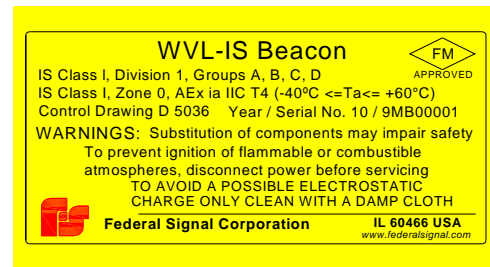 WVL-IS Beacon
FM
APPROVED
IS Class I, Division 1, Groups A, B, C, D
IS Class I, Zone 0, AEx ia IIC T4 (-40ºC <=Ta<= +60°C)
Control Drawing D 5036 Year / Serial No. 10 / 9MB00001
WARNINGS: Substitution of components may impair safety
To prevent ignition of flammable or combustible
atmospheres, disconnect power before servicing
TO AVOID A POSSIBLE ELECTROSTATIC
CHARGE ONLY CLEAN WITH A DAMP CLOTH
fs
Federal Signal Corporation IL 60466 USA
www.federalsignal.com